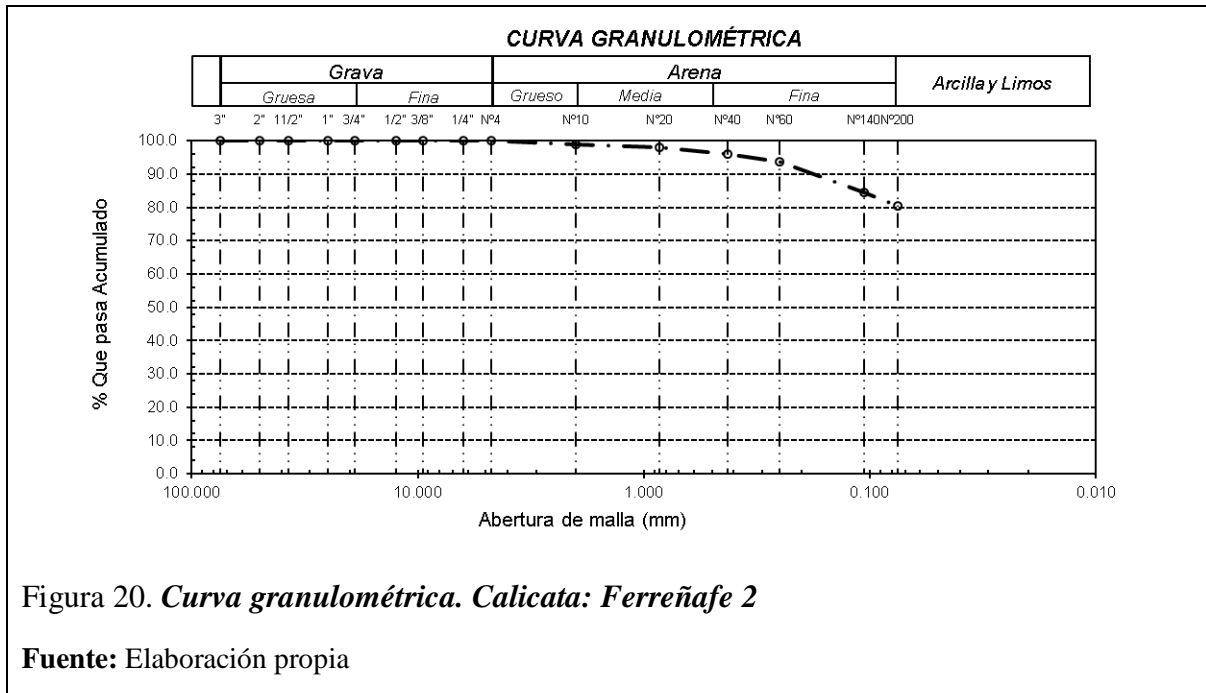 CURVA GRANULOMÉTRICA
Grava Arena Arcilla y Limos
Gruesa Fina Grueso Media Fina
3" 2" 11/2" 1" 3/4" 1/2" 3/8" 1/4" Nº4 Nº10 Nº20 Nº40 Nº60 Nº140 Nº200
100.0
90.0
80.0
70.0
60.0
50.0
40.0
30.0
20.0
10.0
0.0
% Que pasa Acumulado
100.000 10.000 1.000 0.100 0.010
Abertura de malla (mm)
Figura 20. Curva granulométrica. Calicata: Ferreñafe 2
Fuente: Elaboración propia